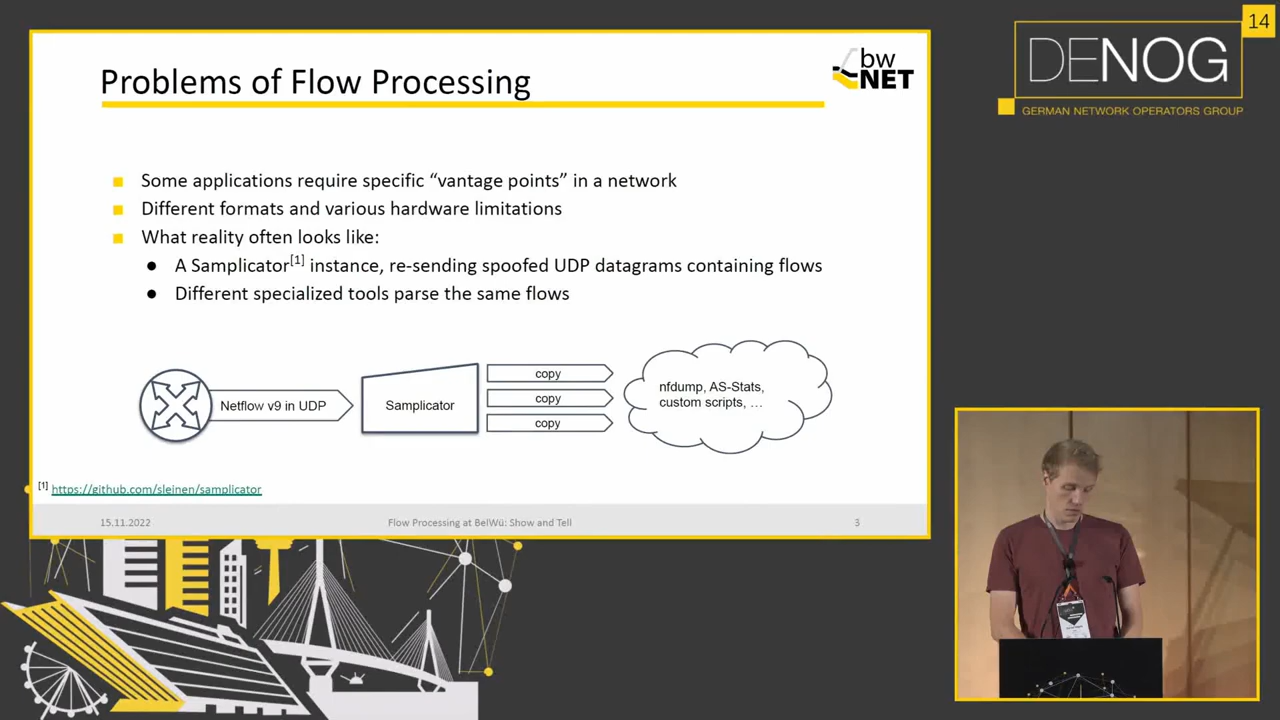 14
DENOG
GERMAN NETWORK OPERATORS GROUP
bw
NET
Problems of Flow Processing
Some applications require specific “vantage points” in a network
Different formats and various hardware limitations
What reality often looks like:
A Samplicator[1] instance, re-sending spoofed UDP datagrams containing flows
Different specialized tools parse the same flows
Netflow v9 in UDP
Samplicator
copy
copy
copy
nfdump, AS-Stats,
custom scripts, …
[1] https://github.com/sleinen/samplicator
15.11.2022
Flow Processing at BelWü: Show and Tell
3